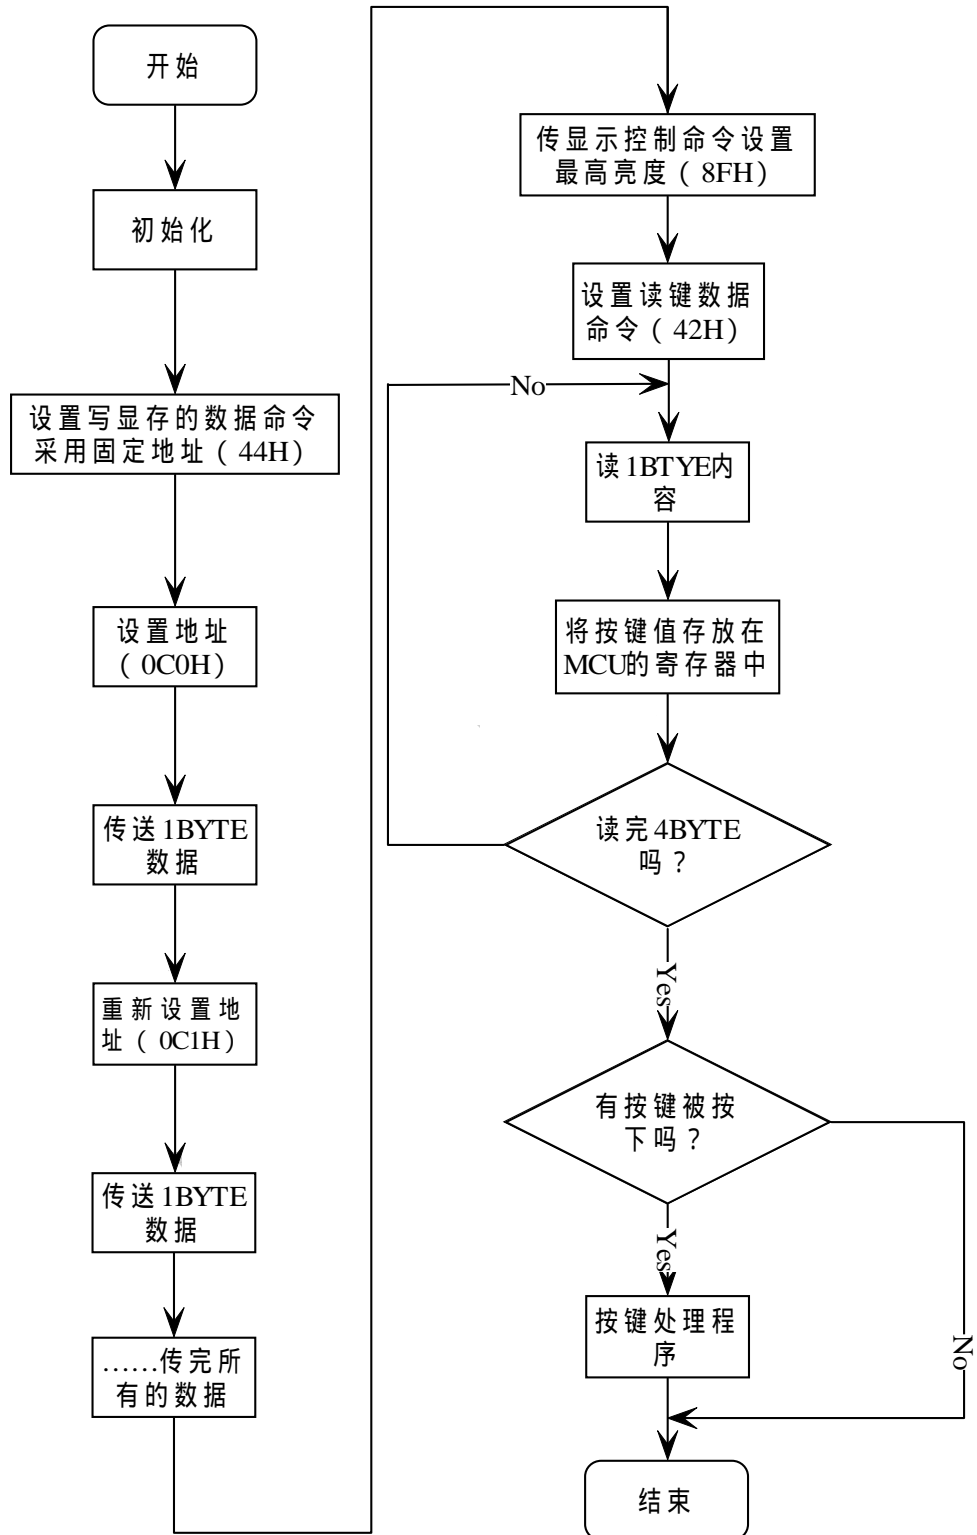 开始
初始化
设置写显存的数据命令
采用固定地址（44H）
设置地址
（0C0H）
传送1BYTE
数据
重新设置地
址（0C1H）
传送1BYTE
数据
……传完所
有的数据
传显示控制命令设置
最高亮度（8FH）
设置读键数据
命令（42H）
No
读1BTYE内
容
将按键值存放在
MCU的寄存器中
读完4BYTE
吗？
Yes
有按键被按
下吗？
Yes
No
按键处理程
序
结束